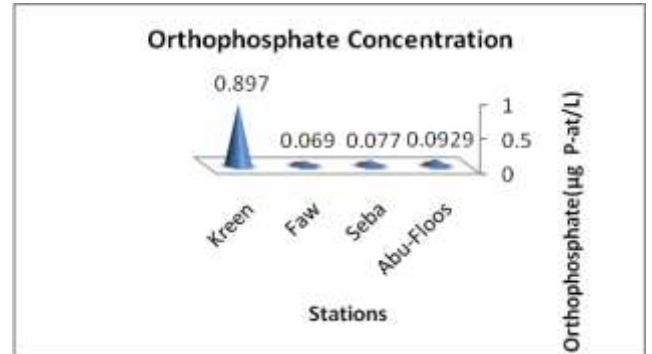 Orthophosphate Concentration
0.897
0.069 0.077 0.0929
1
0.5
0
Orthophosphate(µg P-at/L)
Kreen
Faw
Seba
Abu-Floos
Stations